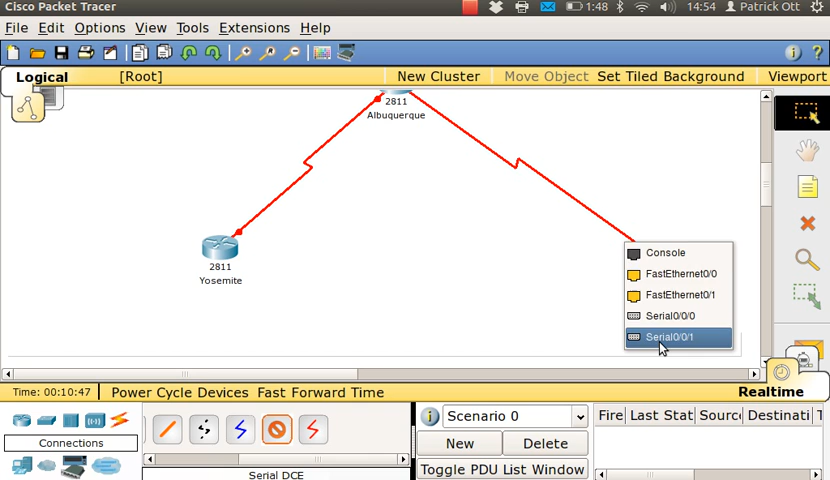 Cisco Packet Tracer 1:48 14:54 Patrick Ott
File Edit Options View Tools Extensions Help
Logical [Root] New Cluster Move Object Set Tiled Background Viewport
2811
Albuquerque
2811
Yosemite
Console
FastEthernet0/0
FastEthernet0/1
Serial0/0/0
Serial0/0/1
Time: 00:10:47 Power Cycle Devices Fast Forward Time Realtime
Connections
Serial DCE
Scenario 0
New Delete
Toggle PDU List Window
Fire Last Stat Sourc Destinati T